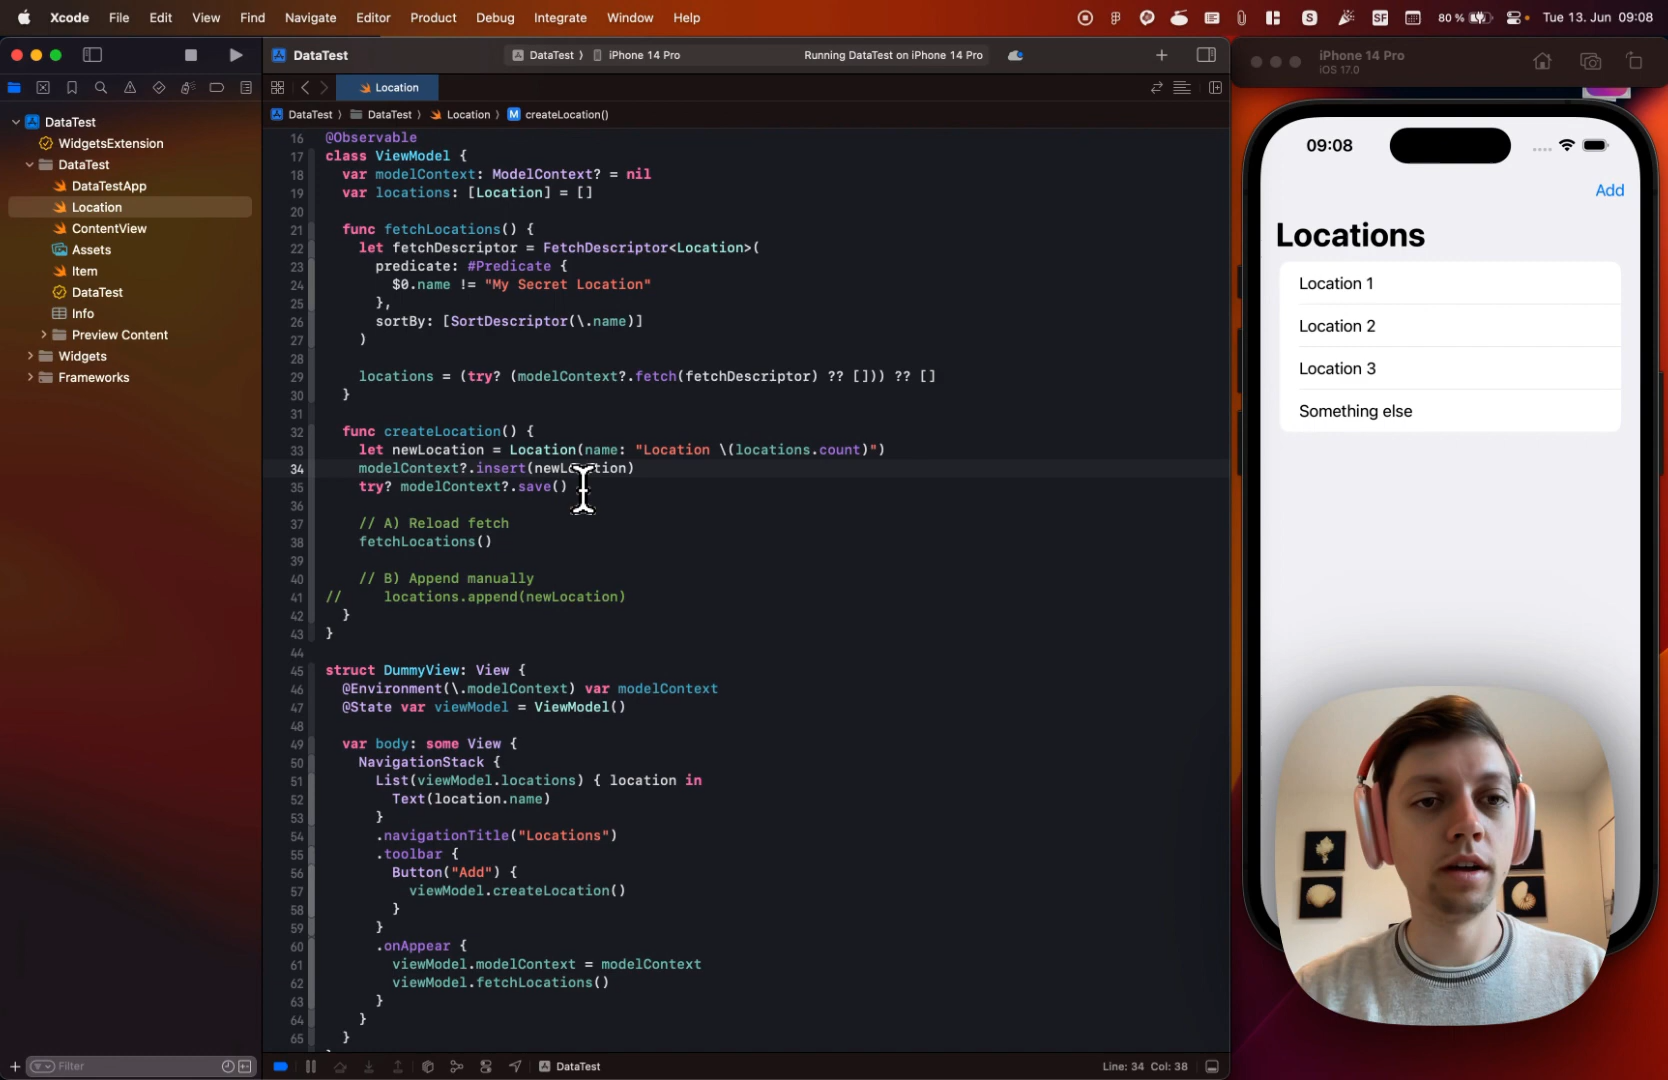 Xcode File Edit View Find Navigate Editor Product Debug Integrate Window Help
S SF 80 % Tue 13. Jun 09:08
DataTest
DataTest ⟩ iPhone 14 Pro
Running DataTest on iPhone 14 Pro
iPhone 14 Pro
iOS 17.0
Location
DataTest ⟩ DataTest ⟩ Location ⟩ M createLocation()
DataTest
WidgetsExtension
DataTest
DataTestApp
Location
ContentView
Assets
Item
DataTest
Info
Preview Content
Widgets
Frameworks
Filter
16 @Observable
17 class ViewModel {
18 var modelContext: ModelContext? = nil
19 var locations: [Location] = []
20
21 func fetchLocations() {
22 let fetchDescriptor = FetchDescriptor<Location>(
23 predicate: #Predicate {
24 $0.name != "My Secret Location"
25 },
26 sortBy: [SortDescriptor(\.name)]
27 )
28
29 locations = (try? (modelContext?.fetch(fetchDescriptor) ?? [])) ?? []
30 }
31
32 func createLocation() {
33 let newLocation = Location(name: "Location \(locations.count)")
34 modelContext?.insert(newLocation)
35 try? modelContext?.save()
36
37 // A) Reload fetch
38 fetchLocations()
39
40 // B) Append manually
41 // locations.append(newLocation)
42 }
43 }
44
45 struct DummyView: View {
46 @Environment(\.modelContext) var modelContext
47 @State var viewModel = ViewModel()
48
49 var body: some View {
50 NavigationStack {
51 List(viewModel.locations) { location in
52 Text(location.name)
53 }
54 .navigationTitle("Locations")
55 .toolbar {
56 Button("Add") {
57 viewModel.createLocation()
58 }
59 }
60 .onAppear {
61 viewModel.modelContext = modelContext
62 viewModel.fetchLocations()
63 }
64 }
65 }
DataTest
Line: 34 Col: 38
09:08
Add
Locations
Location 1
Location 2
Location 3
Something else